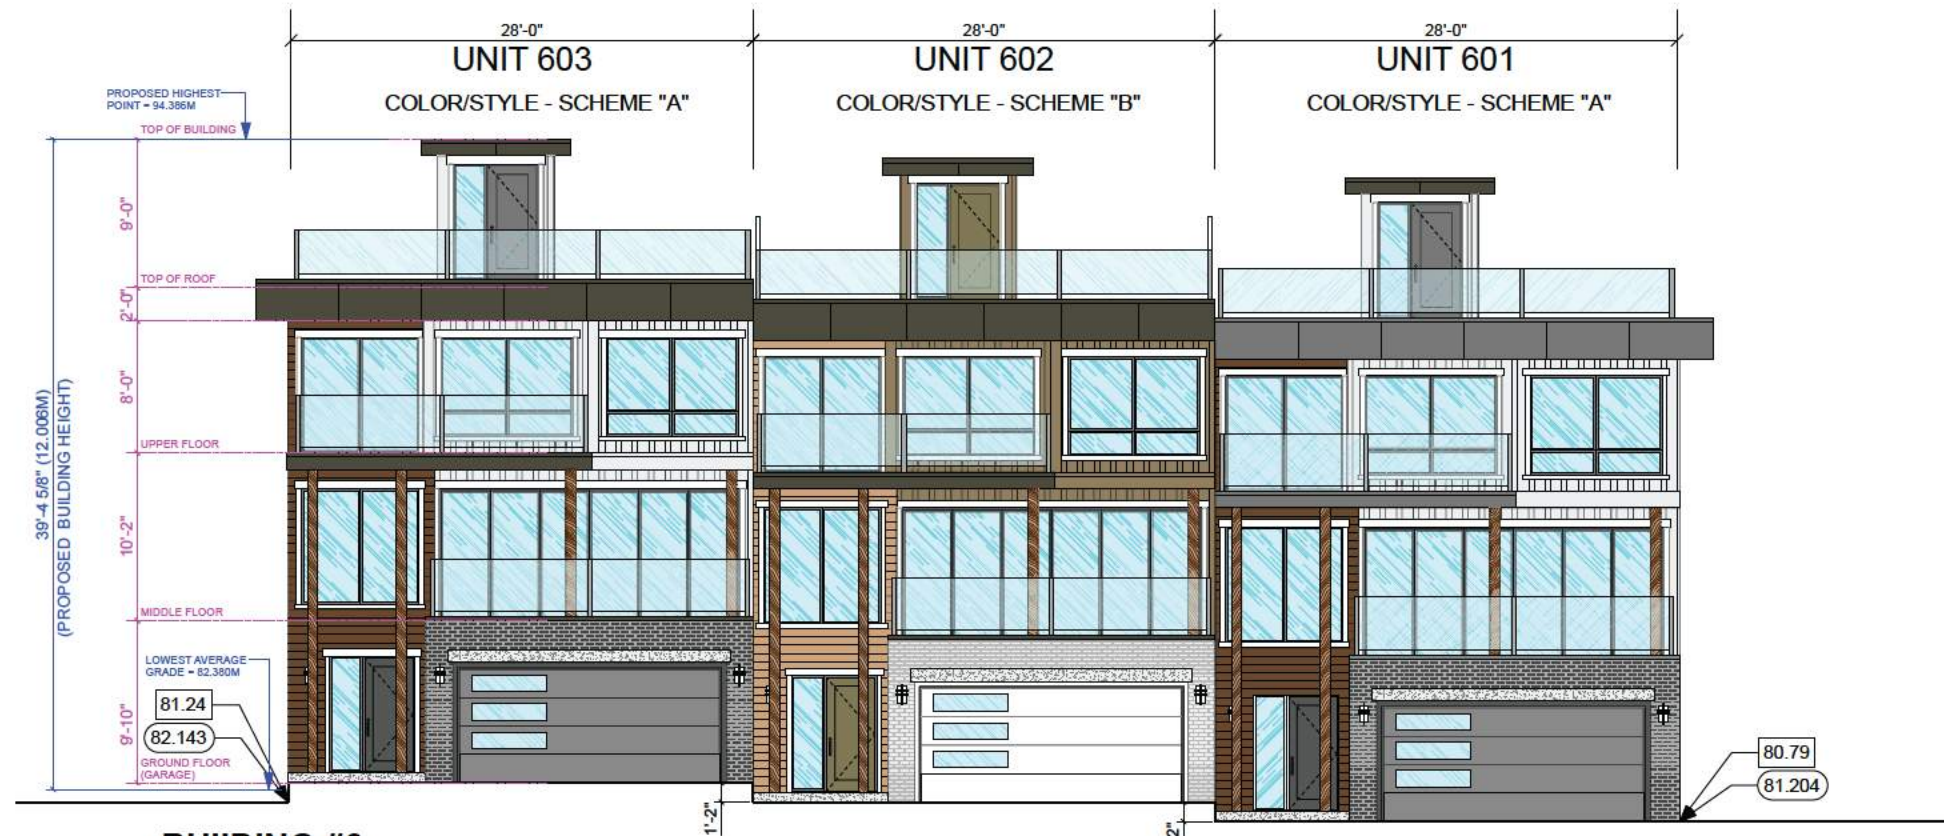 28'-0"
28'-0"
28'-0"
UNIT 603
UNIT 602
UNIT 601
COLOR/STYLE - SCHEME "A"
COLOR/STYLE - SCHEME "B"
COLOR/STYLE - SCHEME "A"
PROPOSED HIGHEST
POINT = 94.386M
TOP OF BUILDING
9'-0"
TOP OF ROOF
2'-0"
8'-0"
39'-4 5/8" (12.006M)
(PROPOSED BUILDING HEIGHT)
UPPER FLOOR
10'-2"
MIDDLE FLOOR
LOWEST AVERAGE
GRADE = 82.380M
81.24
82.143
9'-10"
GROUND FLOOR
(GARAGE)
80.79
81.204
1'-2"